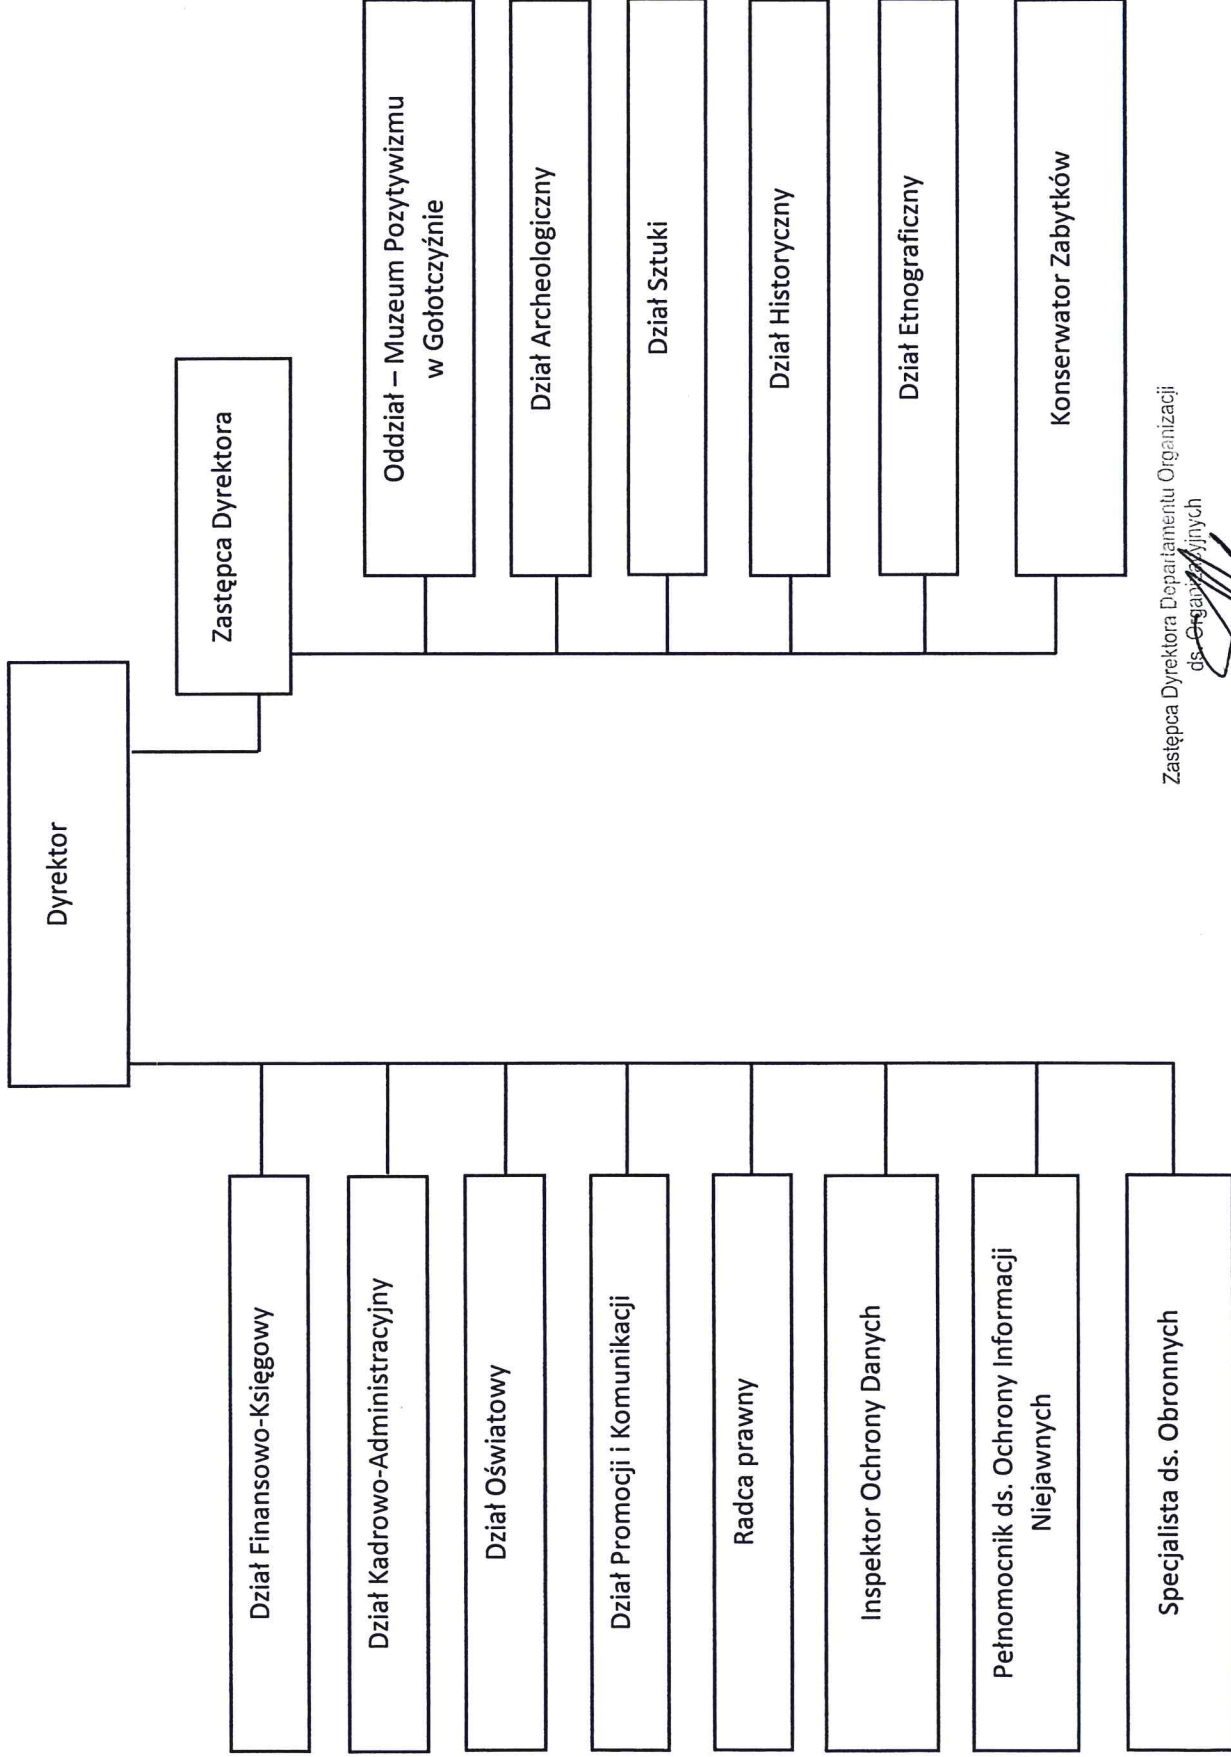 Dyrektor
Zastępca Dyrektora
Dział Finansowo-Księgowy
Dział Kadrowo-Administracyjny
Dział Oświatowy
Dział Promocji i Komunikacji
Radca prawny
Inspektor Ochrony Danych
Pełnomocnik ds. Ochrony Informacji
Niejawnych
Specjalista ds. Obronnych
Oddział – Muzeum Pozytywizmu
w Gołotczyźnie
Dział Archeologiczny
Dział Sztuki
Dział Historyczny
Dział Etnograficzny
Konserwator Zabytków
Zastępca Dyrektora Departamentu Organizacji
ds. Organizacyjnych